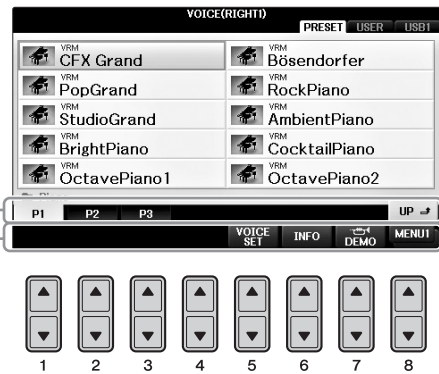 VOICE(RIGHT1)
PRESET USER USB1
VRM CFX Grand
VRM Bösendorfer
VRM PopGrand
VRM RockPiano
VRM StudioGrand
VRM AmbientPiano
VRM BrightPiano
VRM CocktailPiano
VRM OctavePiano1
VRM OctavePiano2
P1 P2 P3 UP
VOICE SET INFO DEMO MENU1
1 2 3 4 5 6 7 8